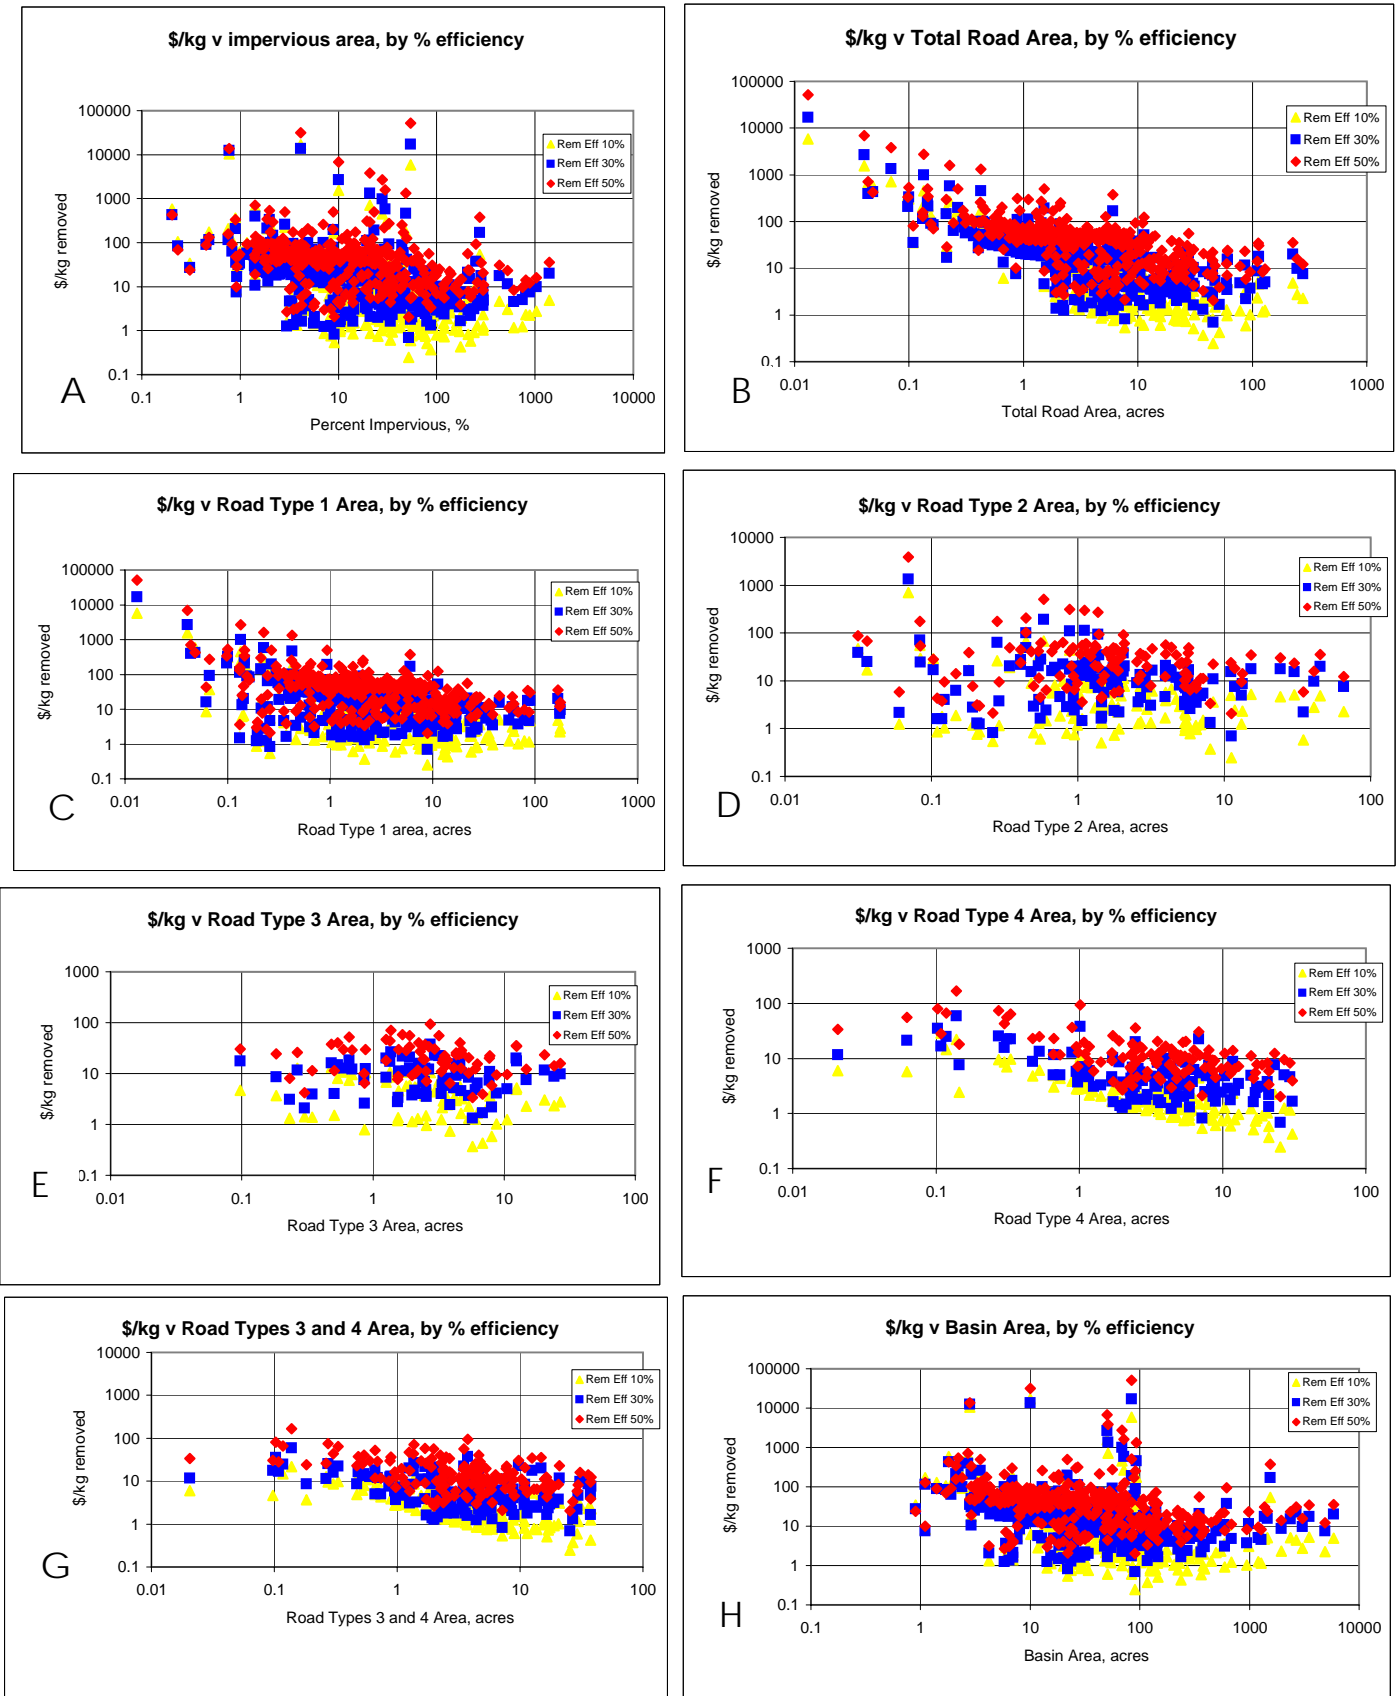 $/kg v impervious area, by % efficiency
100000
10000
1000
100
10
1
0.1
$/kg removed
0.1
1
10
100
1000
10000
Percent Impervious, %
Rem Eff 10%
Rem Eff 30%
Rem Eff 50%
A
$/kg v Total Road Area, by % efficiency
100000
10000
1000
100
10
1
0.1
$/kg removed
0.01
0.1
1
10
100
1000
Total Road Area, acres
Rem Eff 10%
Rem Eff 30%
Rem Eff 50%
B
$/kg v Road Type 1 Area, by % efficiency
100000
10000
1000
100
10
1
0.1
$/kg removed
0.01
0.1
1
10
100
1000
Road Type 1 area, acres
Rem Eff 10%
Rem Eff 30%
Rem Eff 50%
C
$/kg v Road Type 2 Area, by % efficiency
10000
1000
100
10
1
0.1
$/kg removed
0.01
0.1
1
10
100
Road Type 2 Area, acres
Rem Eff 10%
Rem Eff 30%
Rem Eff 50%
D
$/kg v Road Type 3 Area, by % efficiency
1000
100
10
1
0.1
$/kg removed
0.01
0.1
1
10
100
Road Type 3 Area, acres
Rem Eff 10%
Rem Eff 30%
Rem Eff 50%
E
$/kg v Road Type 4 Area, by % efficiency
1000
100
10
1
0.1
$/kg removed
0.01
0.1
1
10
100
Road Type 4 Area, acres
Rem Eff 10%
Rem Eff 30%
Rem Eff 50%
F
$/kg v Road Types 3 and 4 Area, by % efficiency
10000
1000
100
10
1
0.1
$/kg removed
0.01
0.1
1
10
100
Road Types 3 and 4 Area, acres
Rem Eff 10%
Rem Eff 30%
Rem Eff 50%
G
$/kg v Basin Area, by % efficiency
100000
10000
1000
100
10
1
0.1
$/kg removed
0.1
1
10
100
1000
10000
Basin Area, acres
Rem Eff 10%
Rem Eff 30%
Rem Eff 50%
H